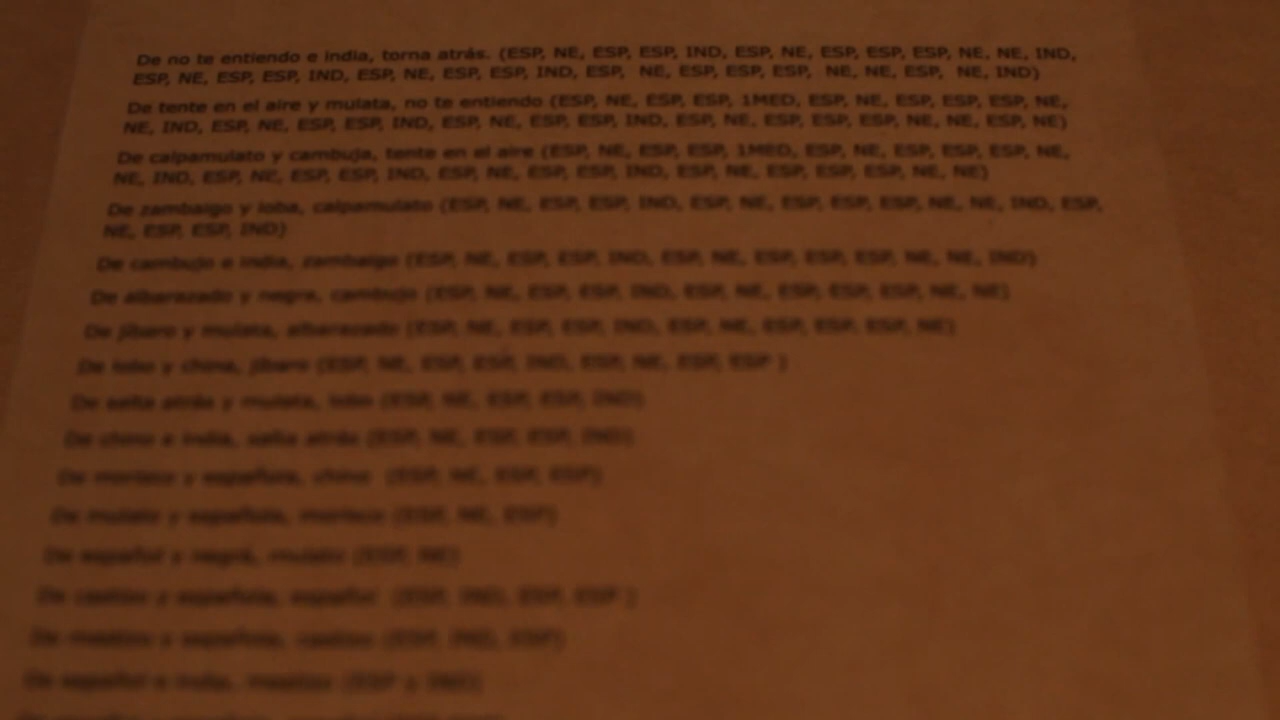 De no te entiendo e india, torna atrás. (ESP, NE, ESP, ESP, IND, ESP, NE, ESP, ESP, ESP, NE, NE, IND,
ESP, NE, ESP, ESP, IND, ESP, NE, ESP, ESP, IND, ESP, NE, ESP, ESP, ESP, NE, NE, ESP, NE, IND)
De tente en el aire y mulata, no te entiendo (ESP, NE, ESP, ESP, 1MED, ESP, NE, ESP, ESP, ESP, NE,
NE, IND, ESP, NE, ESP, ESP, IND, ESP, NE, ESP, ESP, IND, ESP, NE, ESP, ESP, ESP, NE, NE, ESP, NE)
De calpamulato y cambuja, tente en el aire (ESP, NE, ESP, ESP, 1MED, ESP, NE, ESP, ESP, ESP, NE,
NE, IND, ESP, NE, ESP, ESP, IND, ESP, NE, ESP, ESP, IND, ESP, NE, ESP, ESP, ESP, NE, NE)
De zambaigo y loba, calpamulato (ESP, NE, ESP, ESP, IND, ESP, NE, ESP, ESP, ESP, NE, NE, IND, ESP,
NE, ESP, ESP, IND)
De cambujo e india, zambaigo (ESP, NE, ESP, ESP, IND, ESP, NE, ESP, ESP, ESP, NE, NE, IND)
De albarazado y negra, cambujo (ESP, NE, ESP, ESP, IND, ESP, NE, ESP, ESP, ESP, NE, NE)
De jíbaro y mulata, albarazado (ESP, NE, ESP, ESP, IND, ESP, NE, ESP, ESP, ESP, NE)
De lobo y china, jíbaro (ESP, NE, ESP, ESP, IND, ESP, NE, ESP, ESP )
De salta atrás y mulata, lobo (ESP, NE, ESP, ESP, IND)
De chino e india, salta atrás (ESP, NE, ESP, ESP, IND)
De morisco y española, chino (ESP, NE, ESP, ESP)
De mulato y española, morisco (ESP, NE, ESP)
De español y negra, mulato (ESP, NE)
De castizo y española, español (ESP, IND, ESP, ESP )
De mestizo y española, castizo (ESP, IND, ESP)
De español e india, mestizo (ESP y IND)